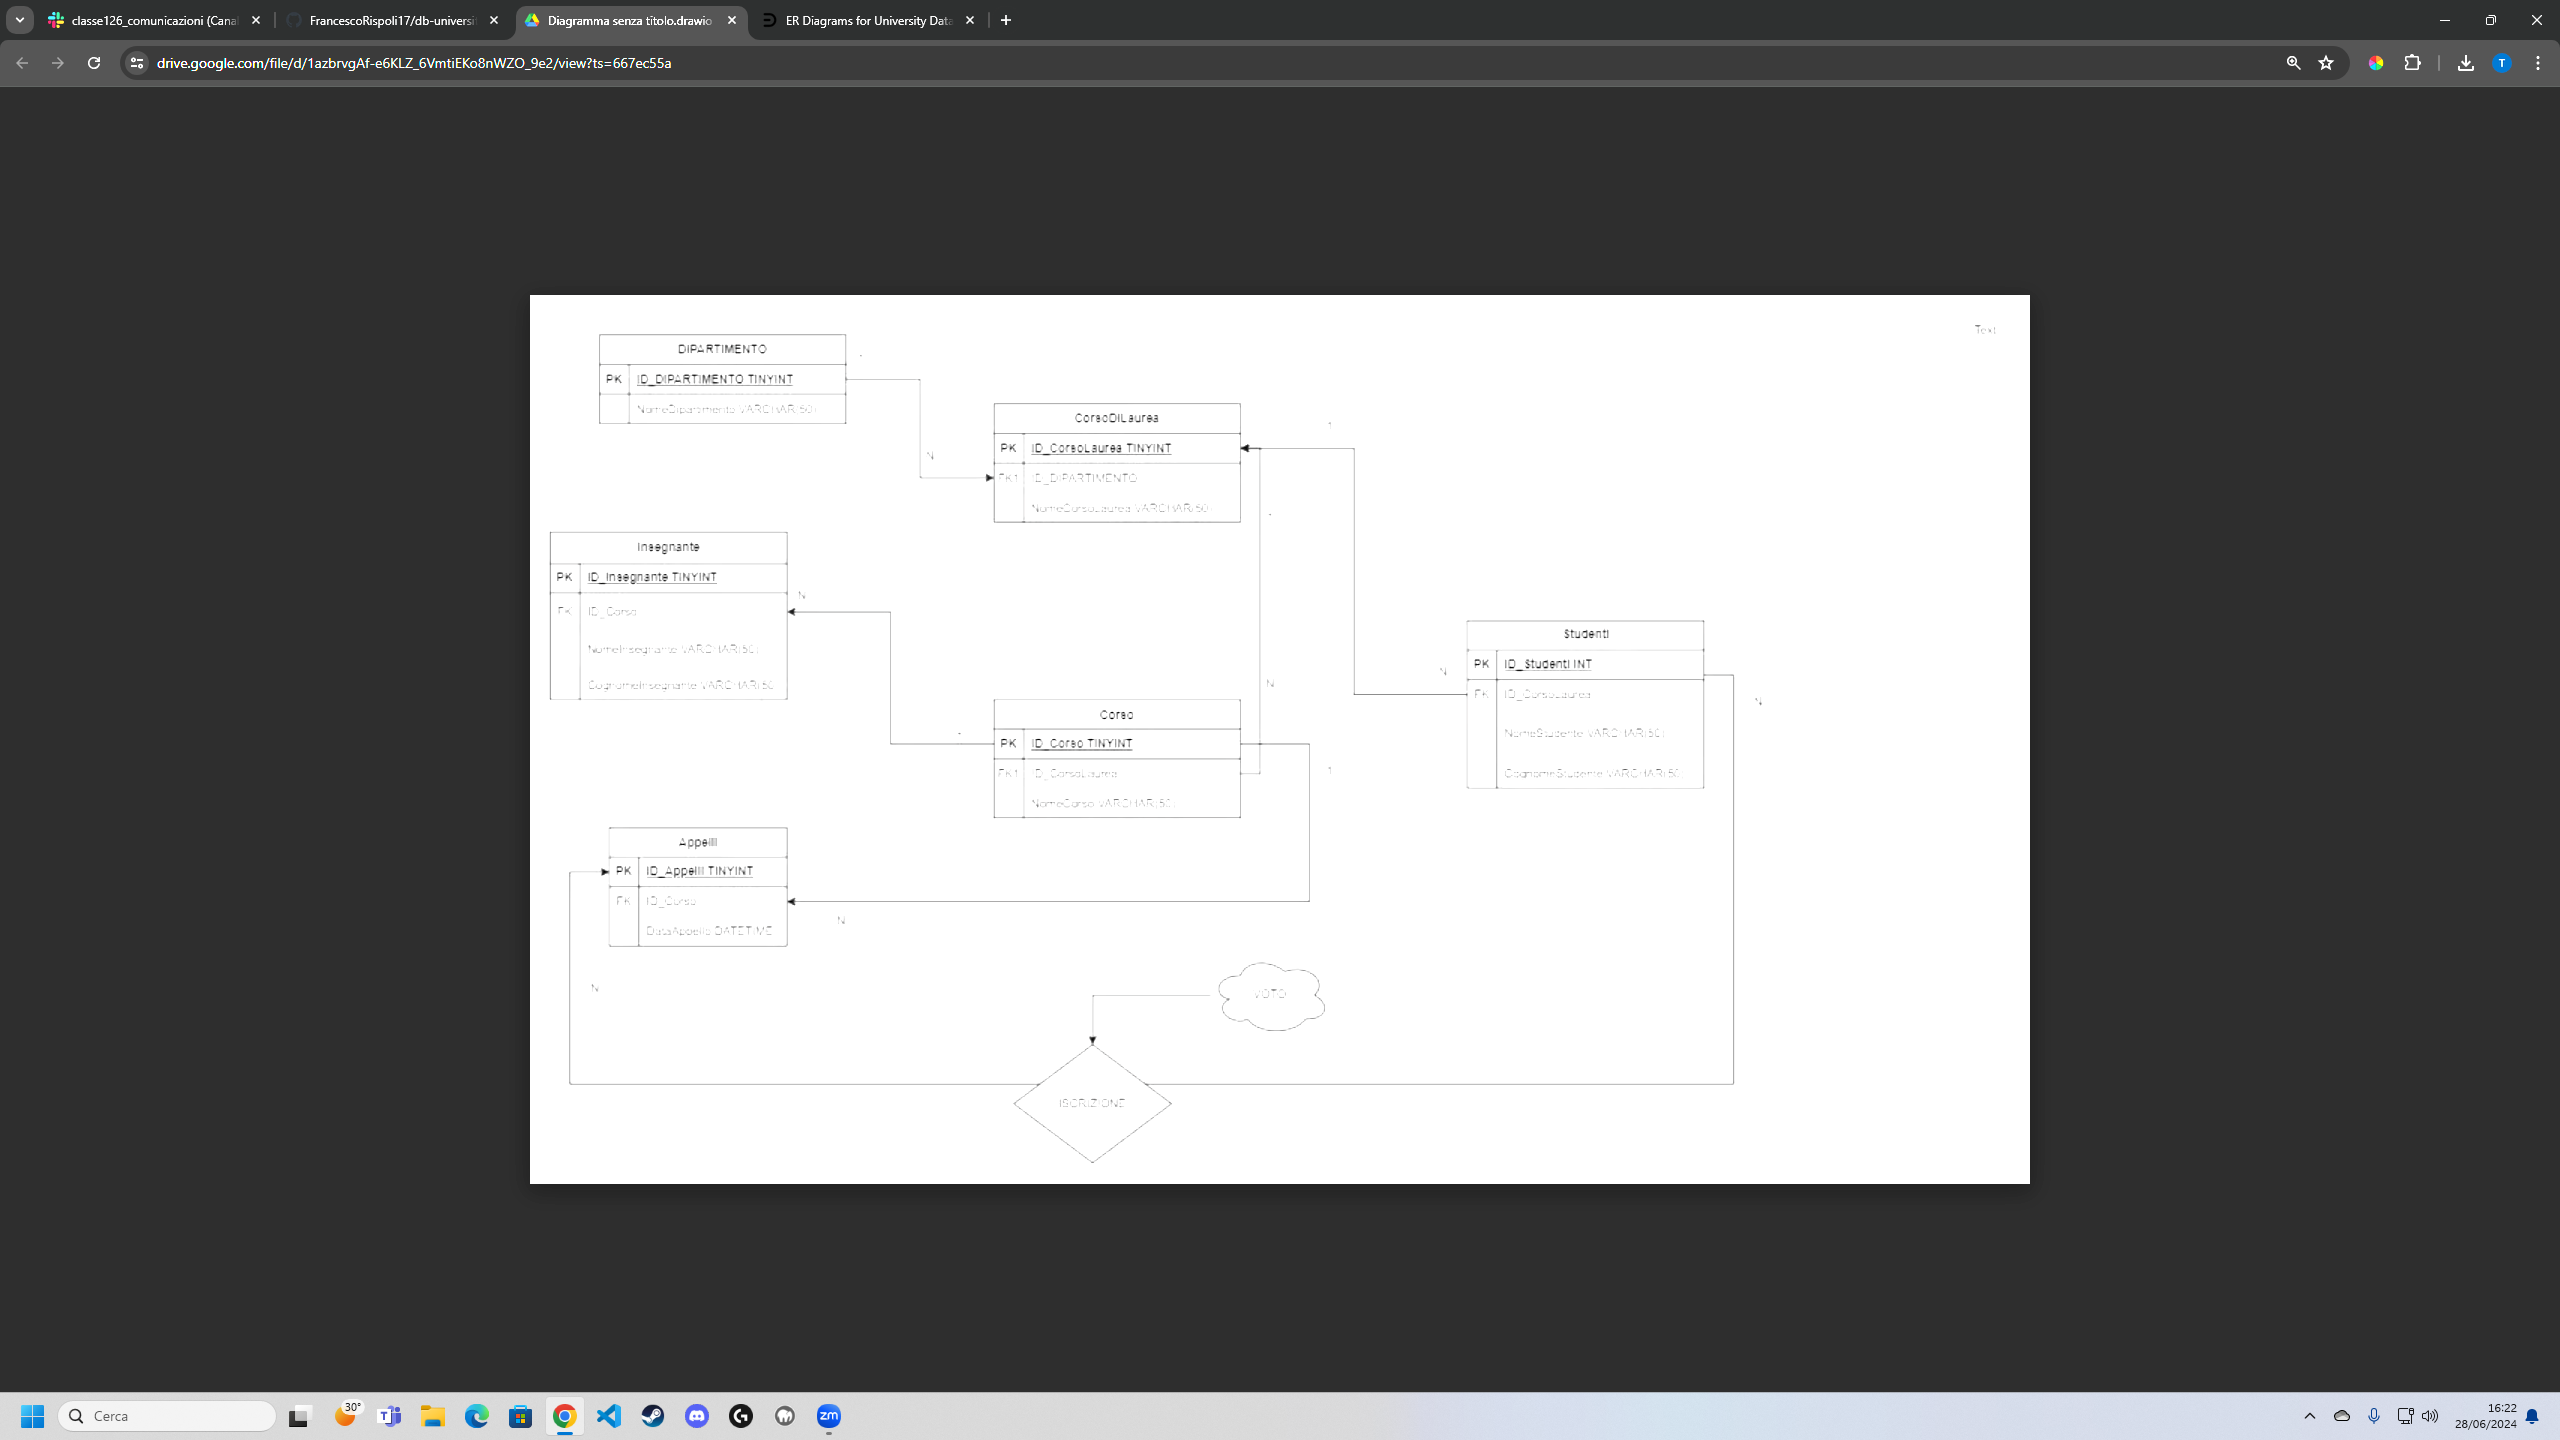 classe126_comunicazioni (Canal
FrancescoRispoli17/db-universit
Diagramma senza titolo.drawio
ER Diagrams for University Data
drive.google.com/file/d/1azbrvgAf-e6KLZ_6VmtiEKo8nWZO_9e2/view?ts=667ec55a
T
Text
DIPARTIMENTO
PK ID_DIPARTIMENTO TINYINT
NomeDipartimento VARCHAR(50)
N
CorsoDiLaurea
1
PK ID_CorsoLaurea TINYINT
FK1 ID_DIPARTIMENTO
NomeCorsoLaurea VARCHAR(50)
Insegnante
PK ID_Insegnante TINYINT
N
FK ID_Corso
NomeInsegnante VARCHAR(50)
CognomeInsegnante VARCHAR(50
Studenti
PK ID_Studenti INT
N
FK ID_CorsoLaurea
N
NomeStudente VARCHAR(50)
CognomeStudente VARCHAR(50
N
Corso
PK ID_Corso TINYINT
FK1 ID_CorsoLaurea
1
NomeCorso VARCHAR(50)
Appelli
PK ID_Appelli TINYINT
FK ID_Corso
N
DataAppello DATETIME
N
VOTO
ISCRIZIONE
Cerca
30°
zm
16:22
28/06/2024